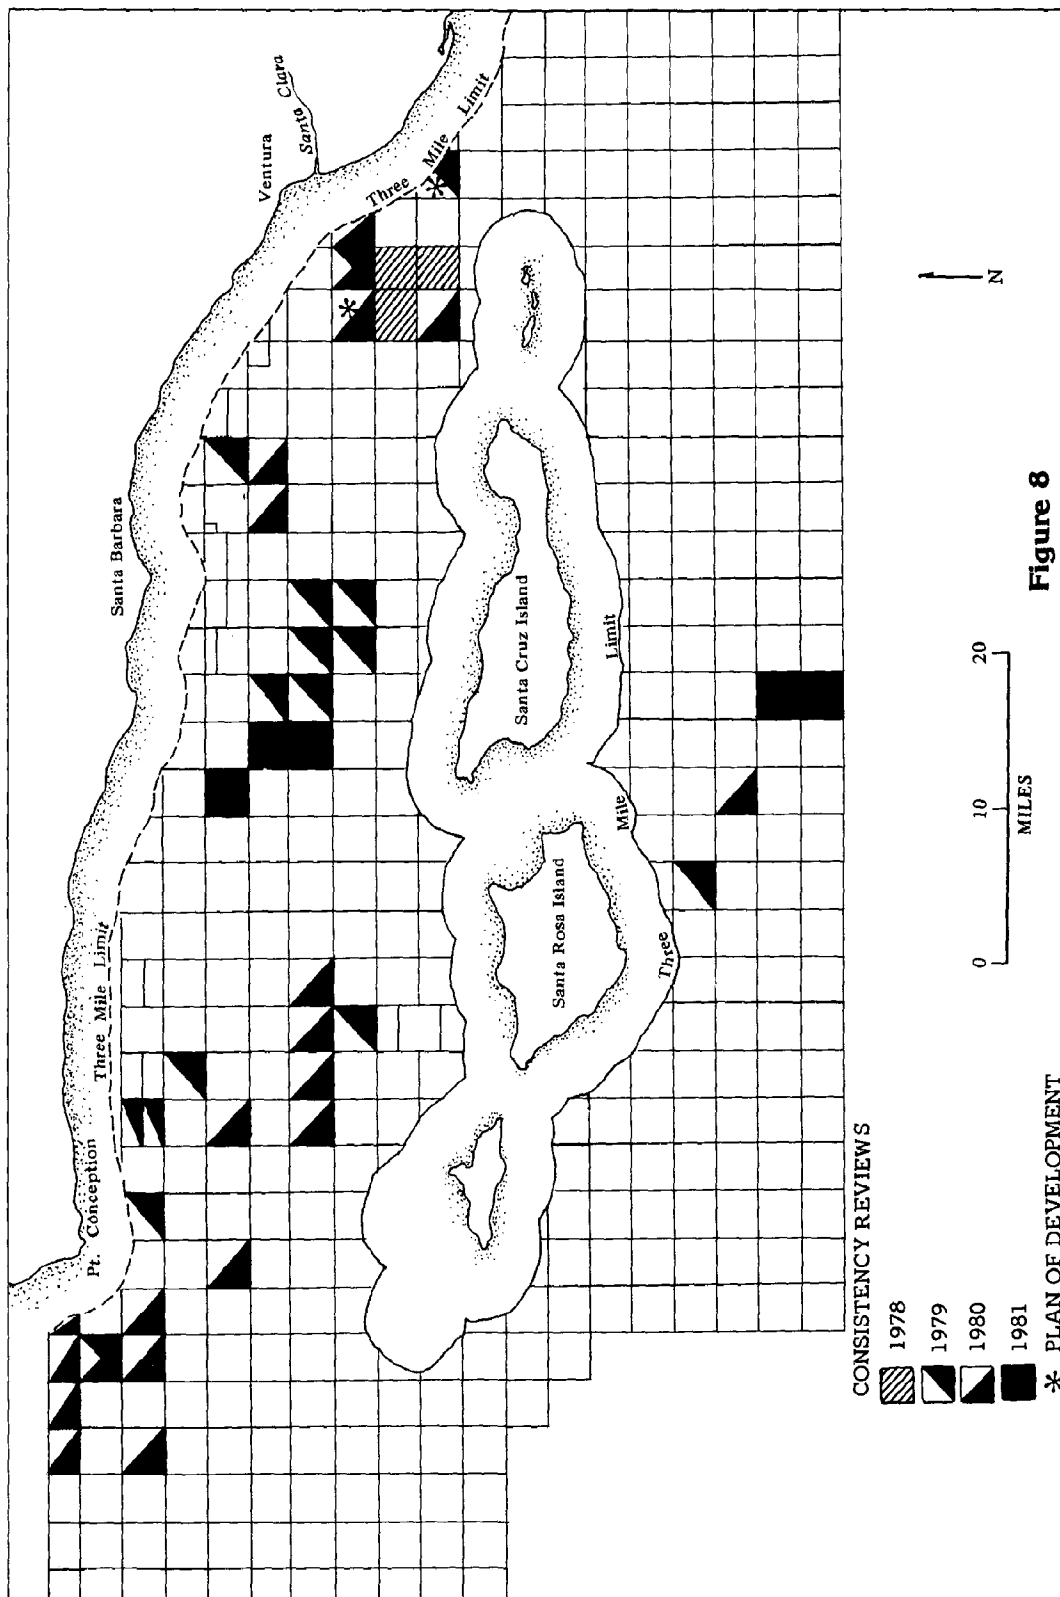 Pt. Conception
Three Mile Limit
Santa Barbara
Ventura
Santa Clara
Three Mile Limit
Santa Rosa Island
Santa Cruz Island
Three Mile Limit
CONSISTENCY REVIEWS
1978
1979
1980
1981
* PLAN OF DEVELOPMENT
0 10 20
MILES
N
Figure 8